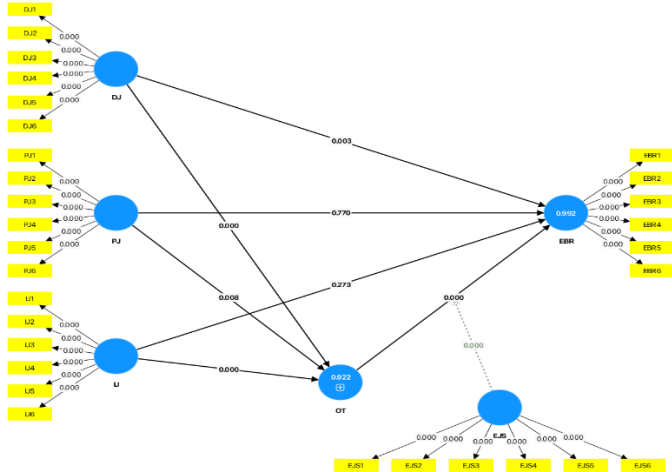 DJ1
DJ2
DJ3
DJ4
DJ5
DJ6
0.000
0.000
0.000
0.000
0.000
0.000
DJ
PJ1
PJ2
PJ3
PJ4
PJ5
PJ6
0.000
0.000
0.000
0.000
0.000
0.000
PJ
IJ1
IJ2
IJ3
IJ4
IJ5
IJ6
0.000
0.000
0.000
0.000
0.000
0.000
IJ
0.003
0.770
0.273
0.000
0.008
0.000
0.000
0.922
OT
0.992
EBR
0.000
0.000
0.000
0.000
0.000
0.000
EBR1
EBR2
EBR3
EBR4
EBR5
EBR6
0.000
EJS
0.000
0.000
0.000
0.000
0.000
0.000
EJS1
EJS2
EJS3
EJS4
EJS5
EJS6